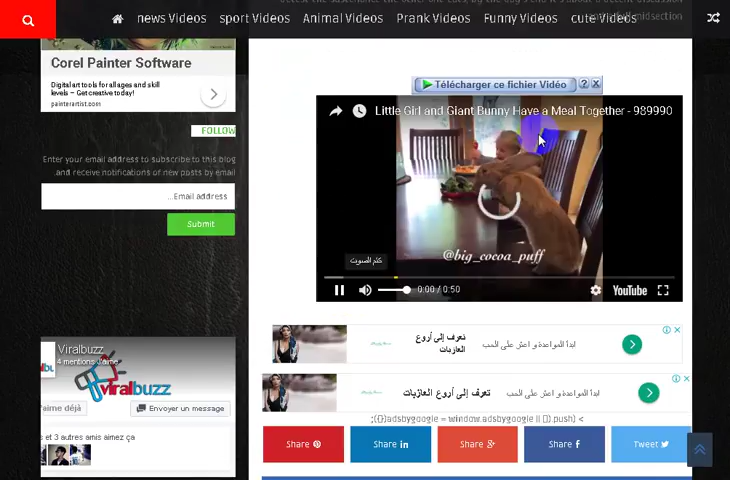 news Videos
sport Videos
Animal Videos
Prank Videos
Funny Videos
cute Videos
Corel Painter Software
Digital art tools for all ages and skill
levels – Get creative today!
painterartist.com
FOLLOW
Enter your email address to subscribe to this blog
and receive notifications of new posts by email
...Email address
Submit
Viralbuzz
4 mentions J'aime
viralbuzz
'aime déjà
Envoyer un message
s et 3 autres amis aimez ça
Télécharger ce fichier Vidéo
Little Girl and Giant Bunny Have a Meal Together - 989990
@big_cocoa_puff
كتم الصوت
0:00 / 0:50
YouTube
تعرف إلى أروع
العازبات
ابدأ المواعدة و اعثر على الحب
تعرف إلى أروع العازبات
ابدأ المواعدة و اعثر على الحب
;({})adsbygoogle = window.adsbygoogle || []).push) <
Share
Share in
Share g+
Share f
Tweet